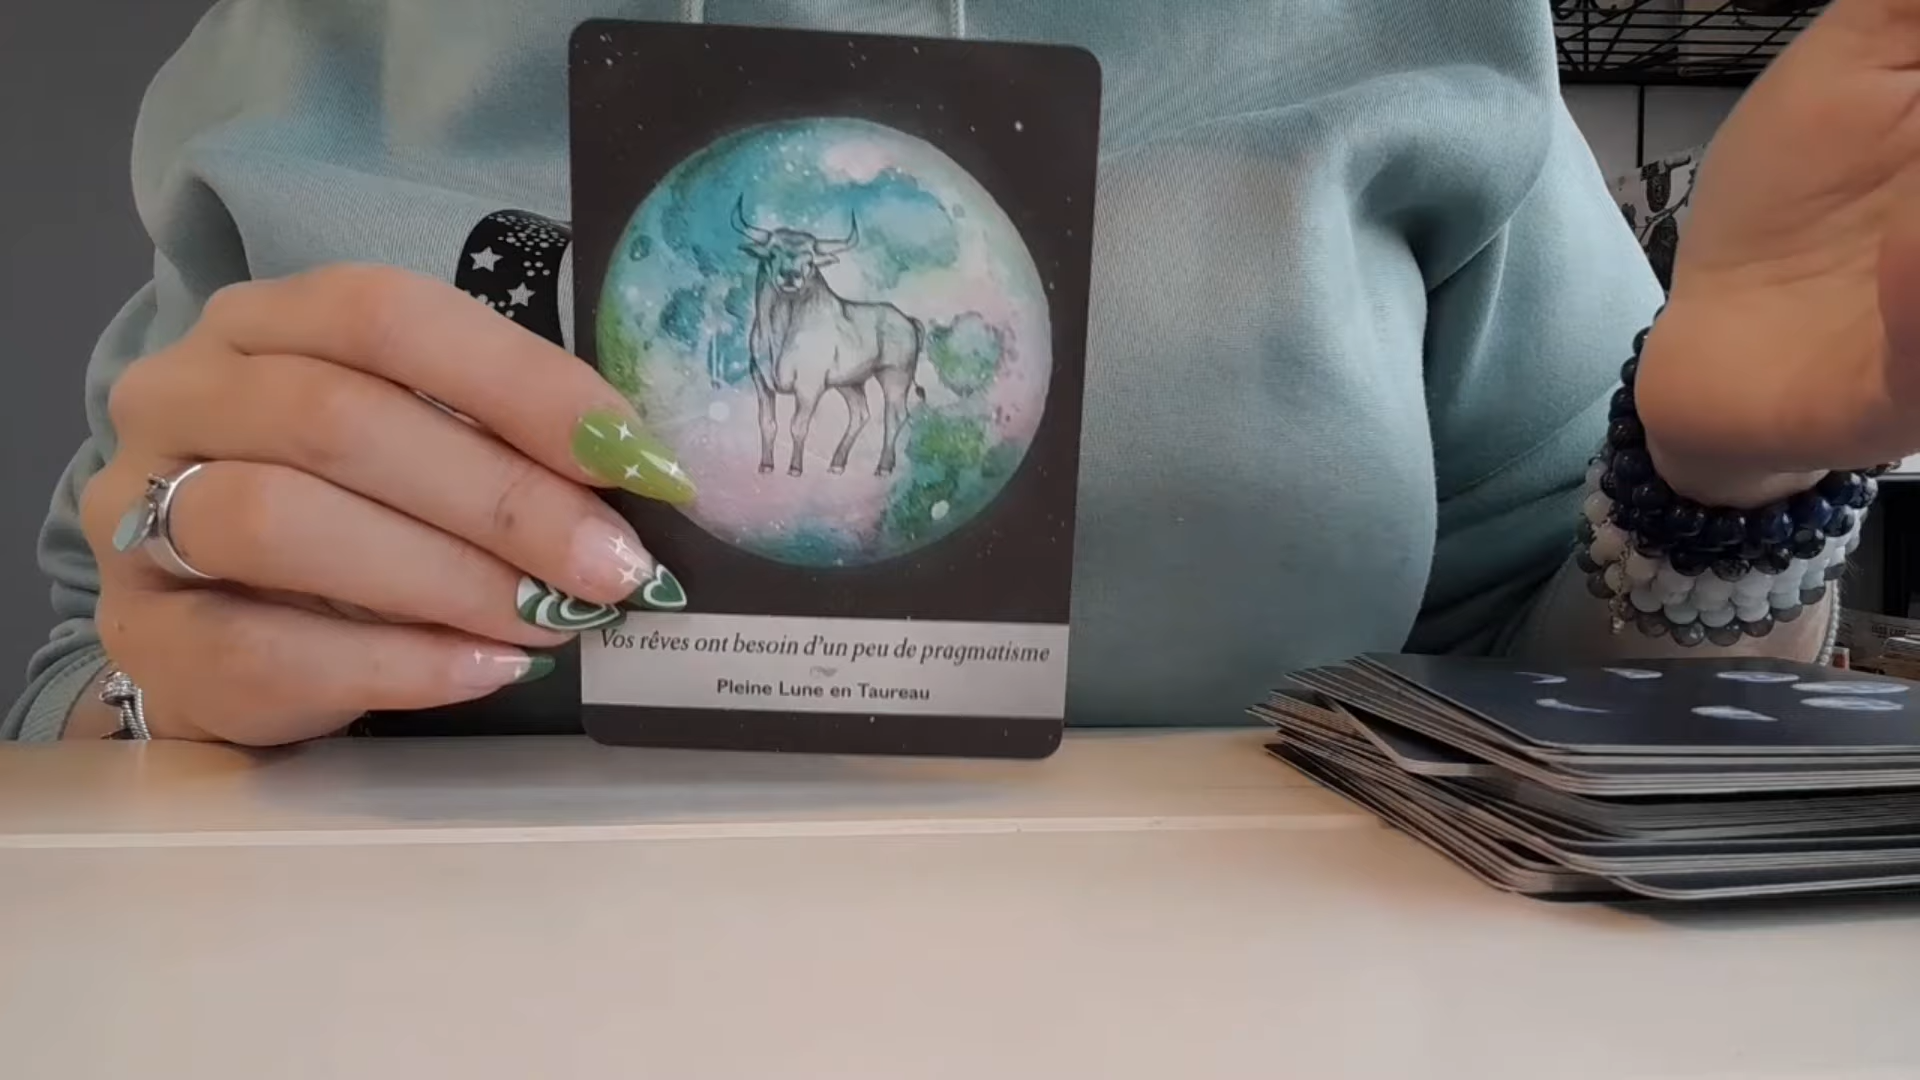 Vos rêves ont besoin d'un peu de pragmatisme
Pleine Lune en Taureau